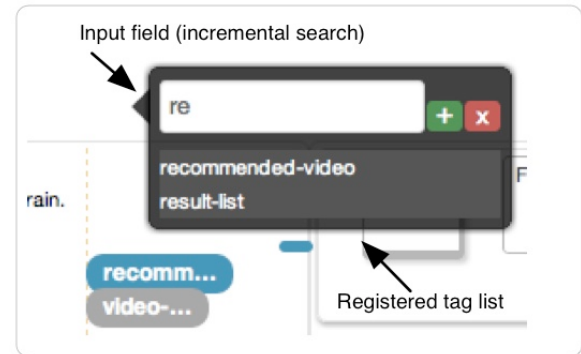 Input field (incremental search)
re
+ x
recommended-video
result-list
F
rain.
recomm...
video-...
Registered tag list